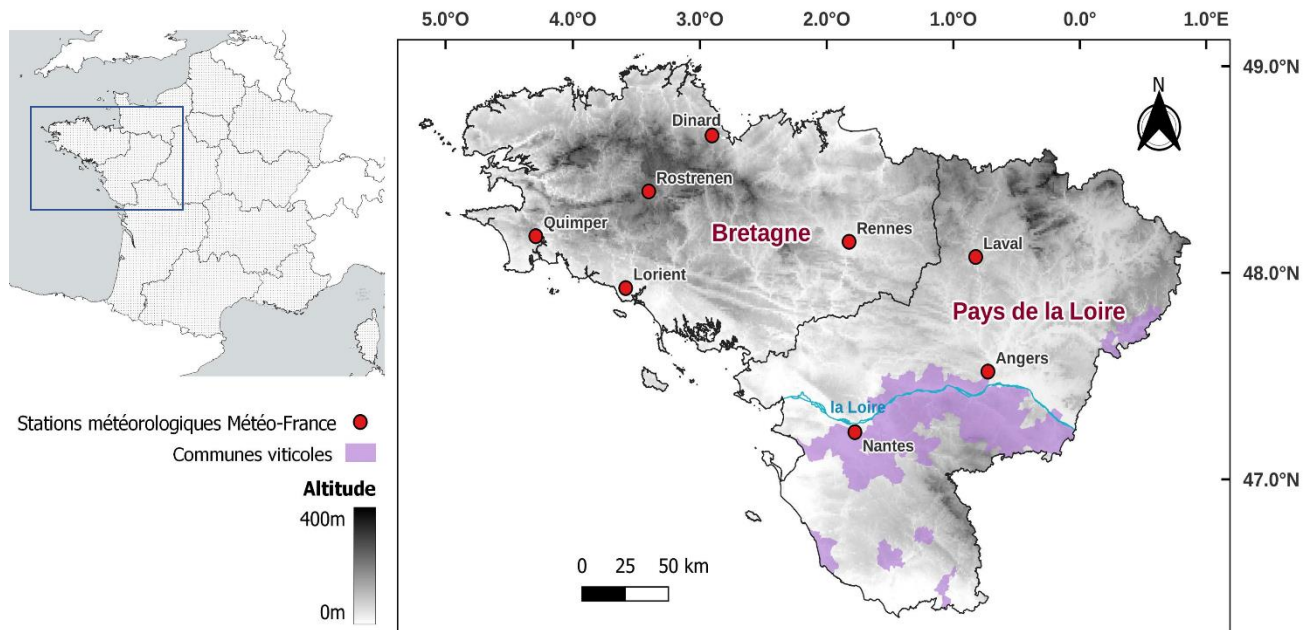 5.0°O 4.0°O 3.0°O 2.0°O 1.0°O 0.0° 1.0°E
49.0°N
N
Dinard
Rostrenen
Quimper
Bretagne
Rennes
Laval
Lorient
48.0°N
Pays de la Loire
Angers
la Loire
Nantes
47.0°N
0 25 50 km
Stations météorologiques Météo-France
Communes viticoles
Altitude
400m
0m